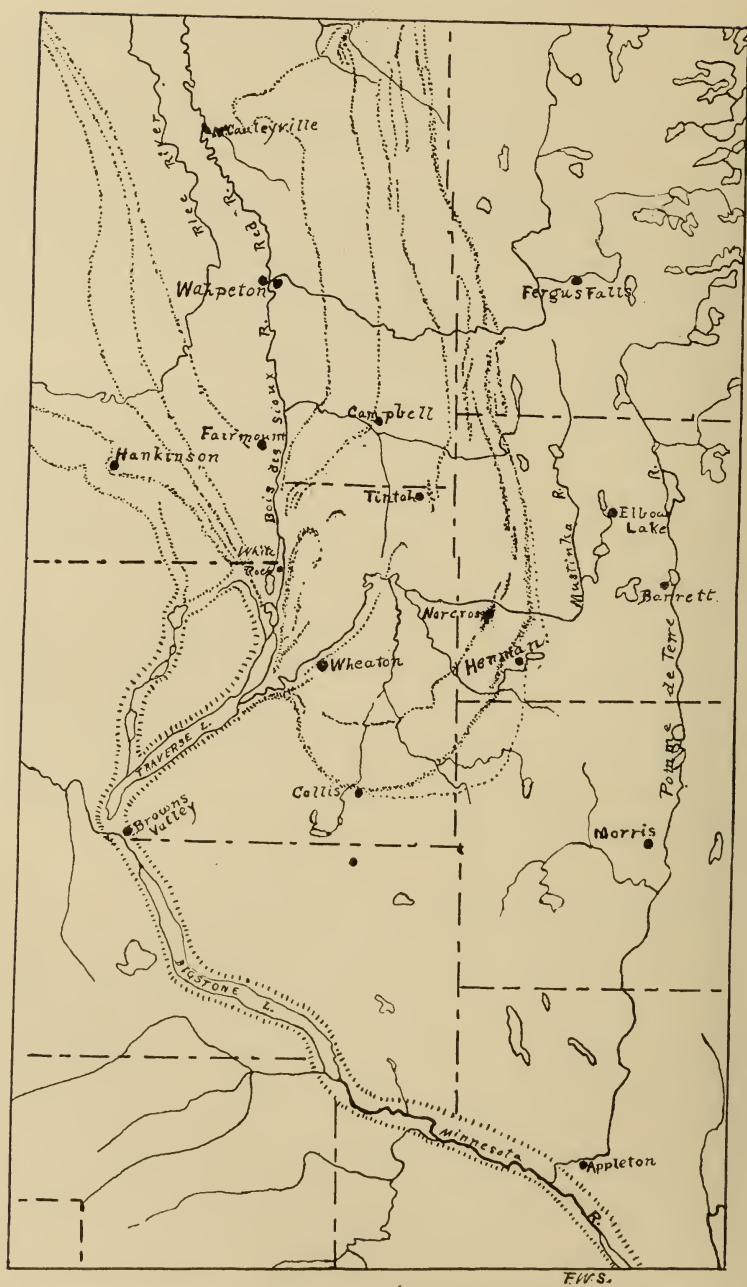 McCauleyville
Rice River
Red R.
Wahpeton
Fergus Falls
Bois des Sioux R.
Campbell
Fairmount
Hankinson
Tintah
Mustinka R.
Elbow
Lake
White
Rock
Barrett
Norcross
Herman
Wheaton
Pomme de Terre R.
TRAVERSE L.
Collis
Browns
Valley
Morris
BIGSTONE L.
Minnesota R.
Appleton
F.W.S.